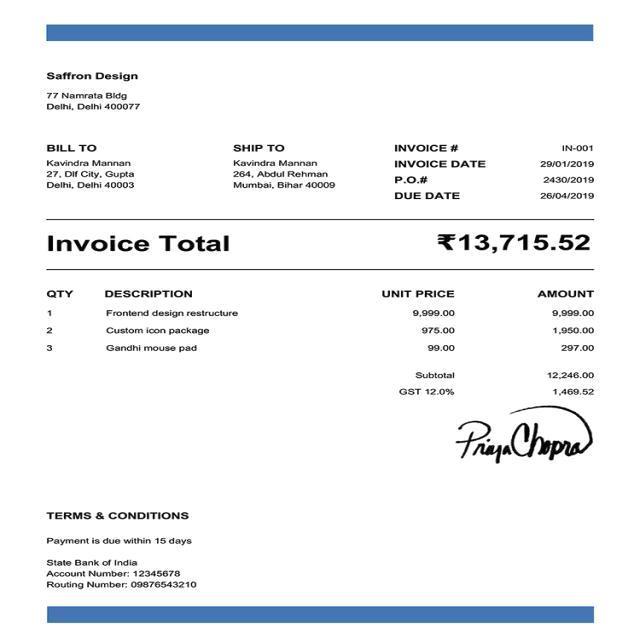 Saffron Design
77 Namrata Bldg
Delhi, Delhi 400077
BILL TO
Kavindra Mannan
27, Dlf City, Gupta
Delhi, Delhi 40003
SHIP TO
Kavindra Mannan
264, Abdul Rehman
Mumbai, Bihar 40009
INVOICE # IN-001
INVOICE DATE 29/01/2019
P.O.# 2430/2019
DUE DATE 26/04/2019
Invoice Total ₹13,715.52
QTY DESCRIPTION UNIT PRICE AMOUNT
1 Frontend design restructure 9,999.00 9,999.00
2 Custom icon package 975.00 1,950.00
3 Gandhi mouse pad 99.00 297.00
Subtotal 12,246.00
GST 12.0% 1,469.52
Priya Chopra
TERMS & CONDITIONS
Payment is due within 15 days
State Bank of India
Account Number: 12345678
Routing Number: 09876543210